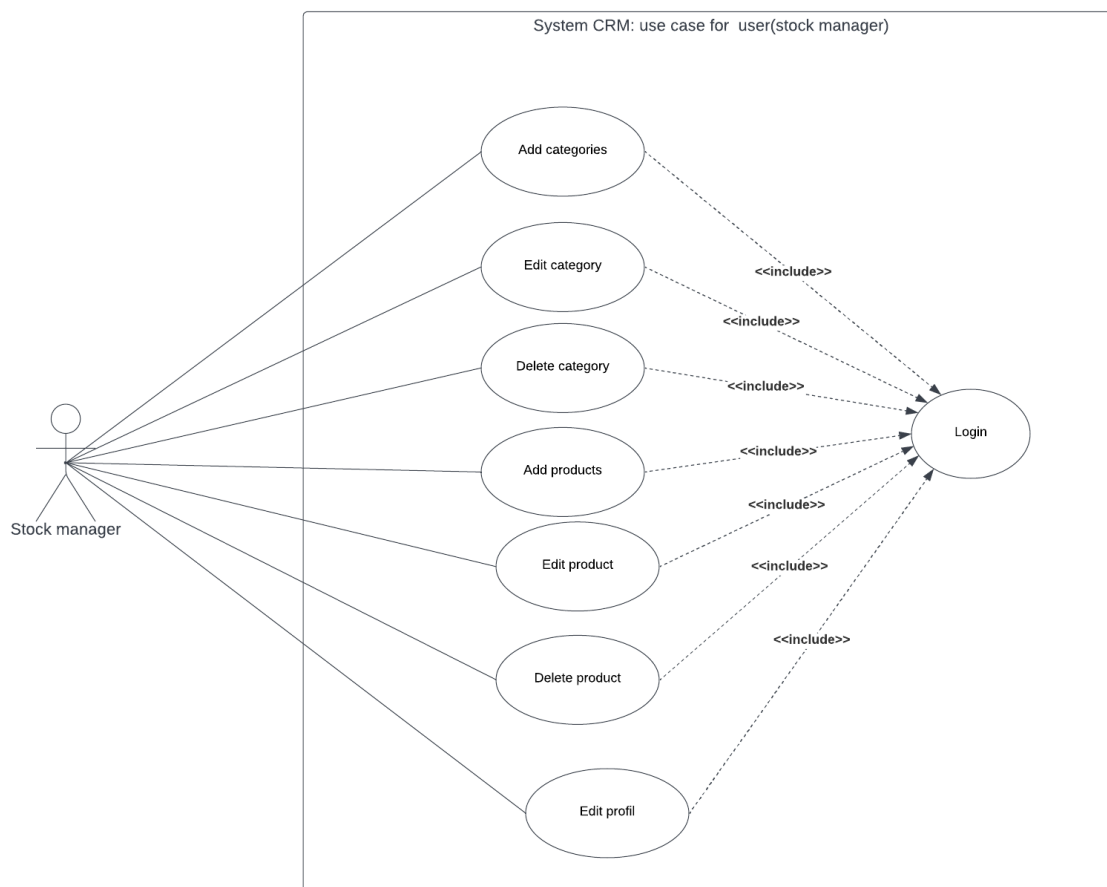 System CRM: use case for  user(stock manager)
Add categories
<<include>>
Edit category
<<include>>
Delete category
<<include>>
Login
Add products
<<include>>
Stock manager
Edit product
<<include>>
<<include>>
Delete product
<<include>>
Edit profil